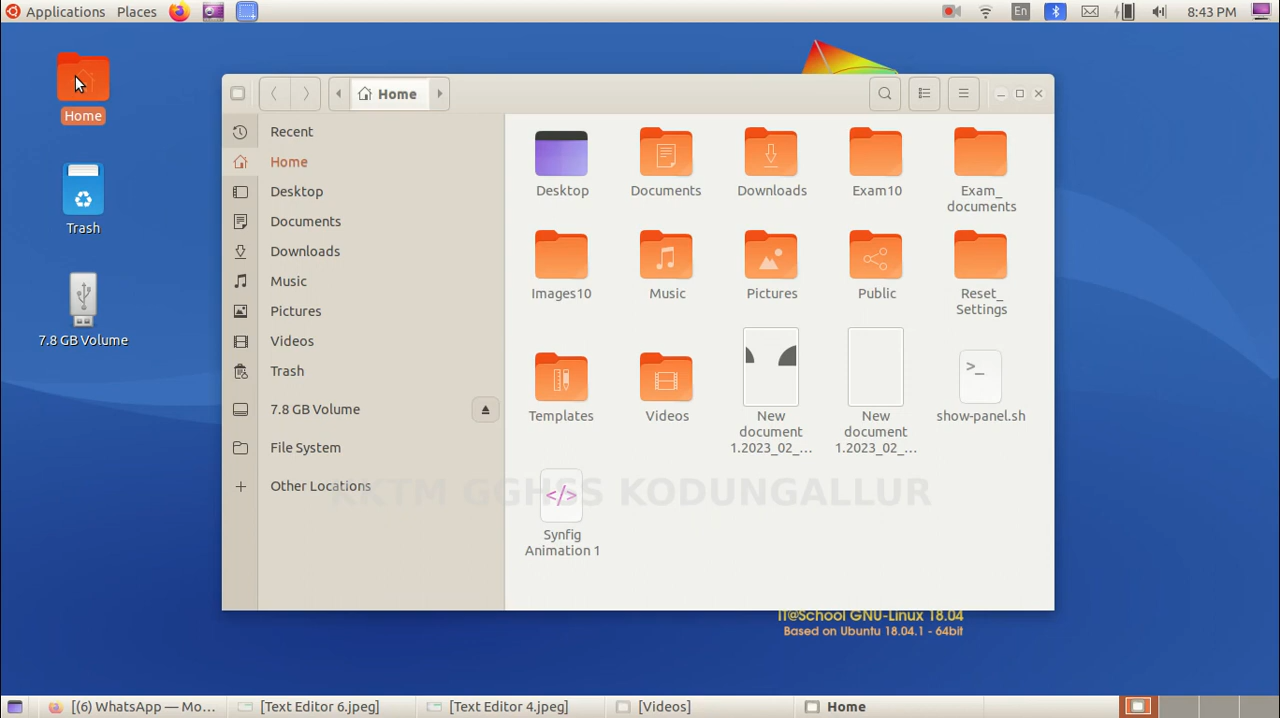 Applications Places En 8:43 PM
Home
Trash
7.8 GB Volume
Home
Recent
Home
Desktop
Documents
Downloads
Music
Pictures
Videos
Trash
7.8 GB Volume
File System
Other Locations
Desktop
Documents
Downloads
Exam10
Exam_
documents
Images10
Music
Pictures
Public
Reset_
Settings
Templates
Videos
New
document
1.2023_02_...
New
document
1.2023_02_...
>_
show-panel.sh
</>
Synfig
Animation 1
KKTM GGHSS KODUNGALLUR
IT@School GNU-Linux 18.04
Based on Ubuntu 18.04.1 - 64bit
[(6) WhatsApp — Mo...
[Text Editor 6.jpeg]
[Text Editor 4.jpeg]
[Videos]
Home